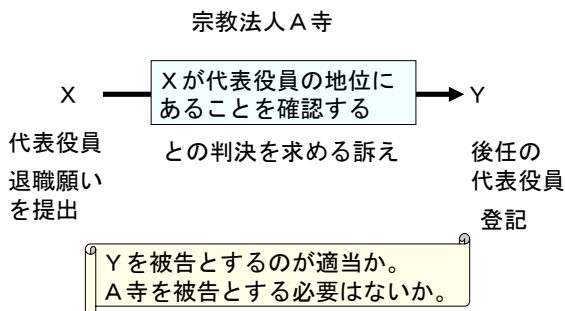 宗教法人A寺
Xが代表役員の地位に
あることを確認する
X
Y
代表役員
退職願い
を提出
との判決を求める訴え
後任の
代表役員
登記
Yを被告とするのが適当か。
A寺を被告とする必要はないか。